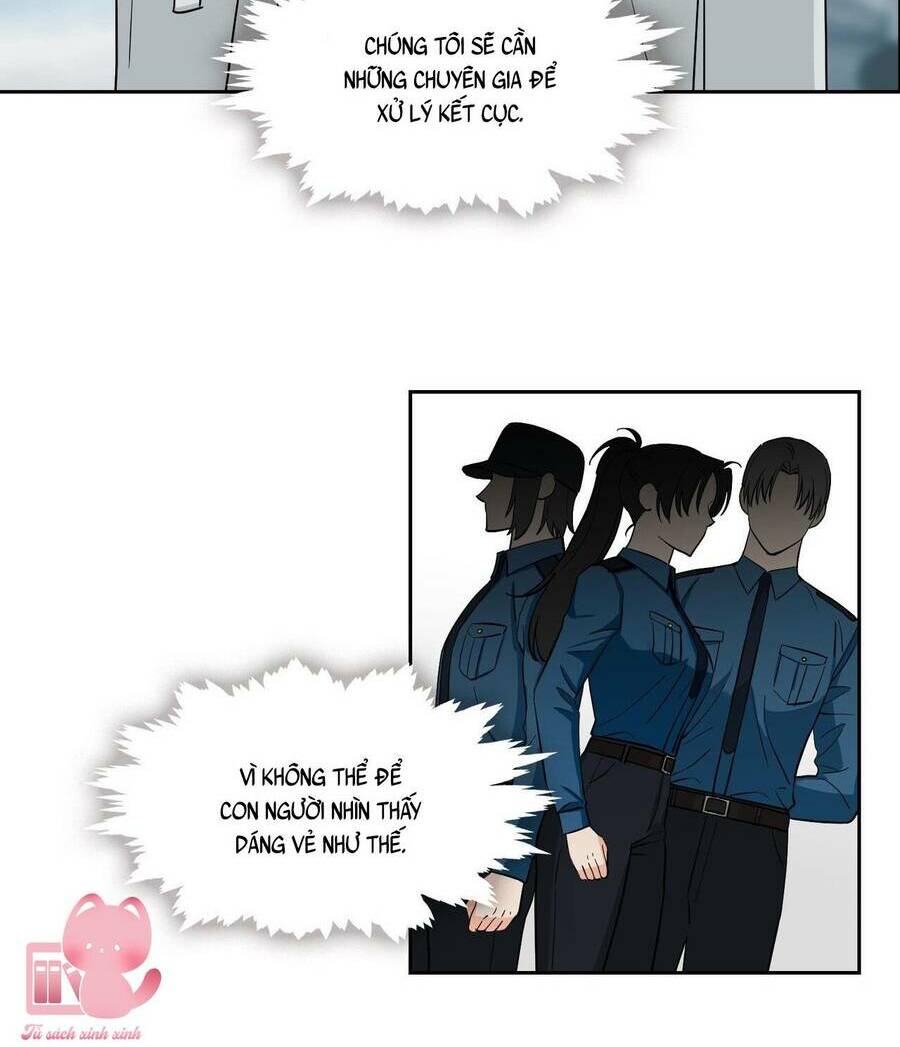 CHÚNG TÔI SẼ CẦN
NHỮNG CHUYÊN GIA ĐỂ
XỬ LÝ KẾT CỤC.
VÌ KHÔNG THỂ ĐỂ
CON NGƯỜI NHÌN THẤY
DÁNG VẺ NHƯ THẾ.
Tủ sách xinh xinh